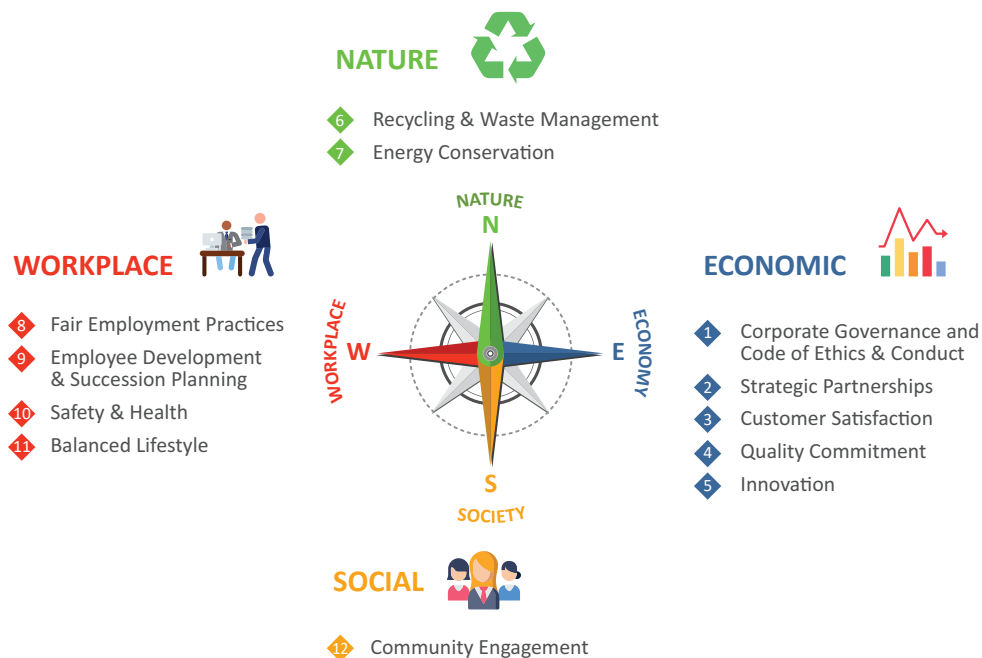 NATURE
6 Recycling & Waste Management
7 Energy Conservation
NATURE
N
WORKPLACE
8 Fair Employment Practices
9 Employee Development
& Succession Planning
10 Safety & Health
11 Balanced Lifestyle
WORKPLACE
W
E
ECONOMY
S
SOCIETY
ECONOMIC
1 Corporate Governance and
Code of Ethics & Conduct
2 Strategic Partnerships
3 Customer Satisfaction
4 Quality Commitment
5 Innovation
SOCIAL
12 Community Engagement